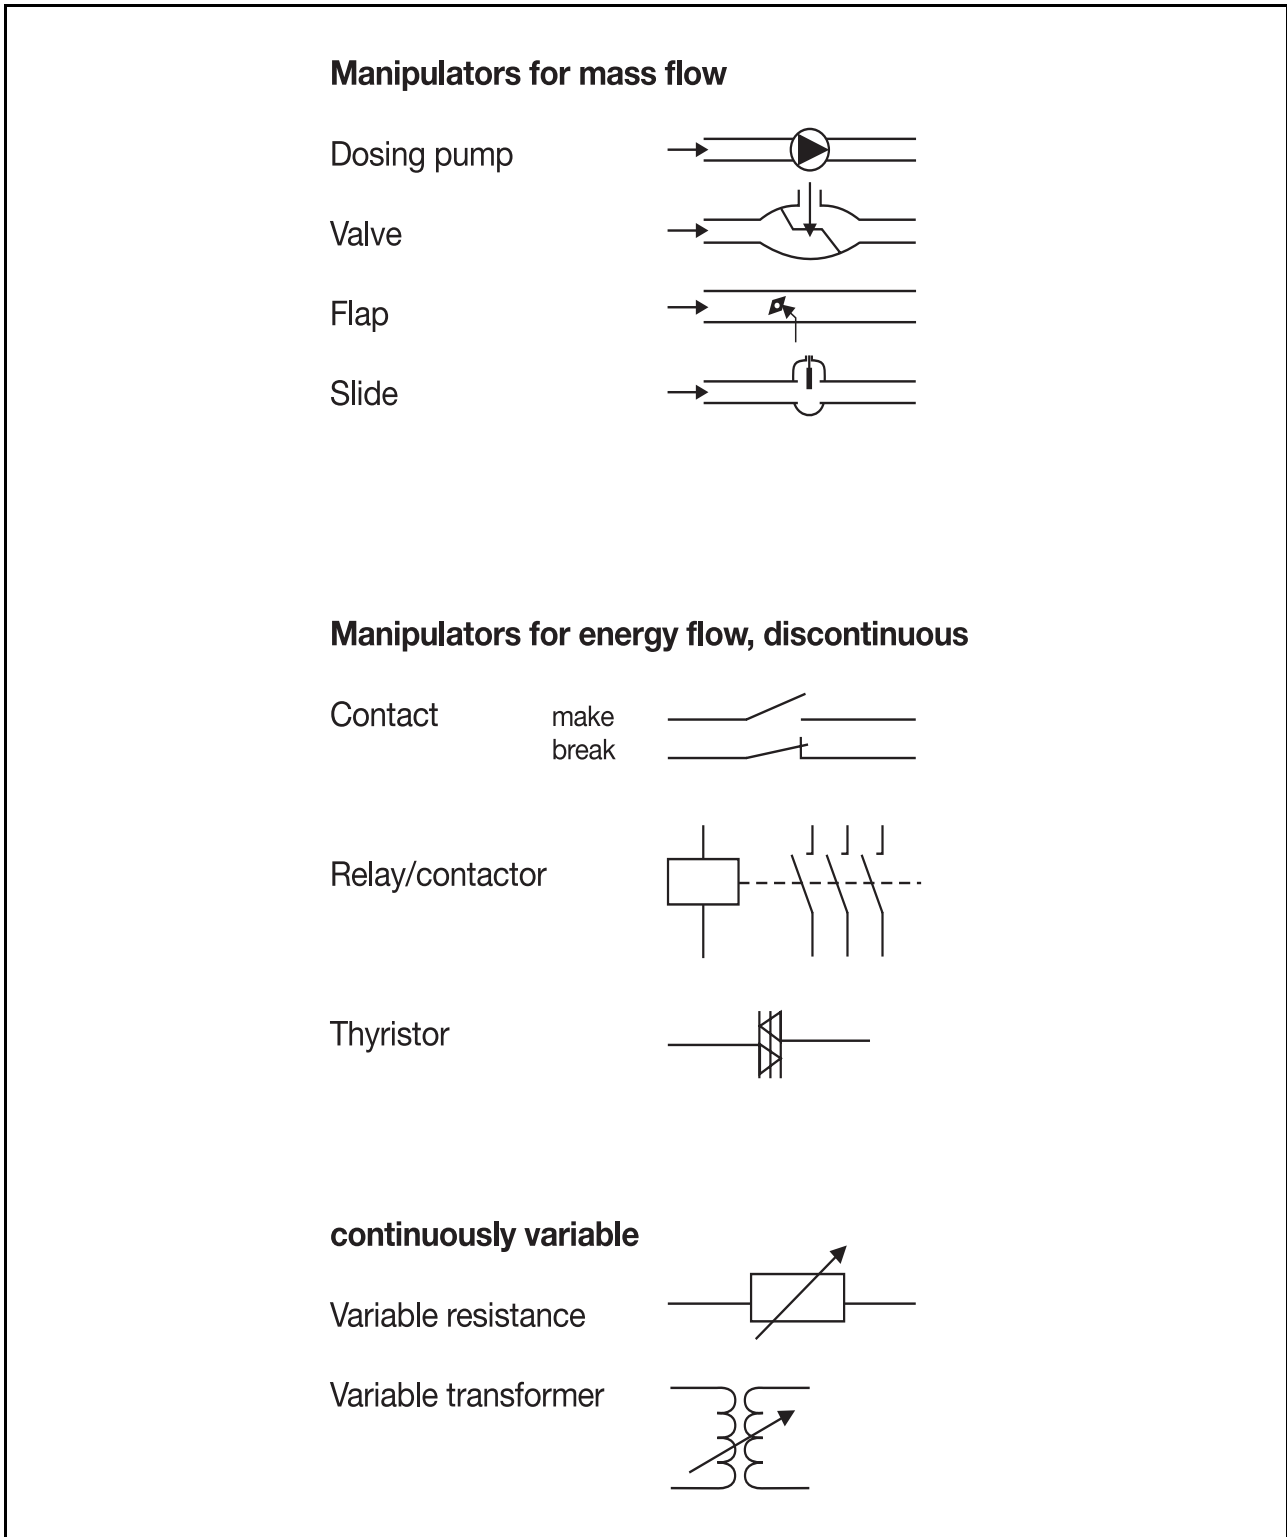 Manipulators for mass flow
Dosing pump
Valve
Flap
Slide
Manipulators for energy flow, discontinuous
Contact make
break
Relay/contactor
Thyristor
continuously variable
Variable resistance
Variable transformer